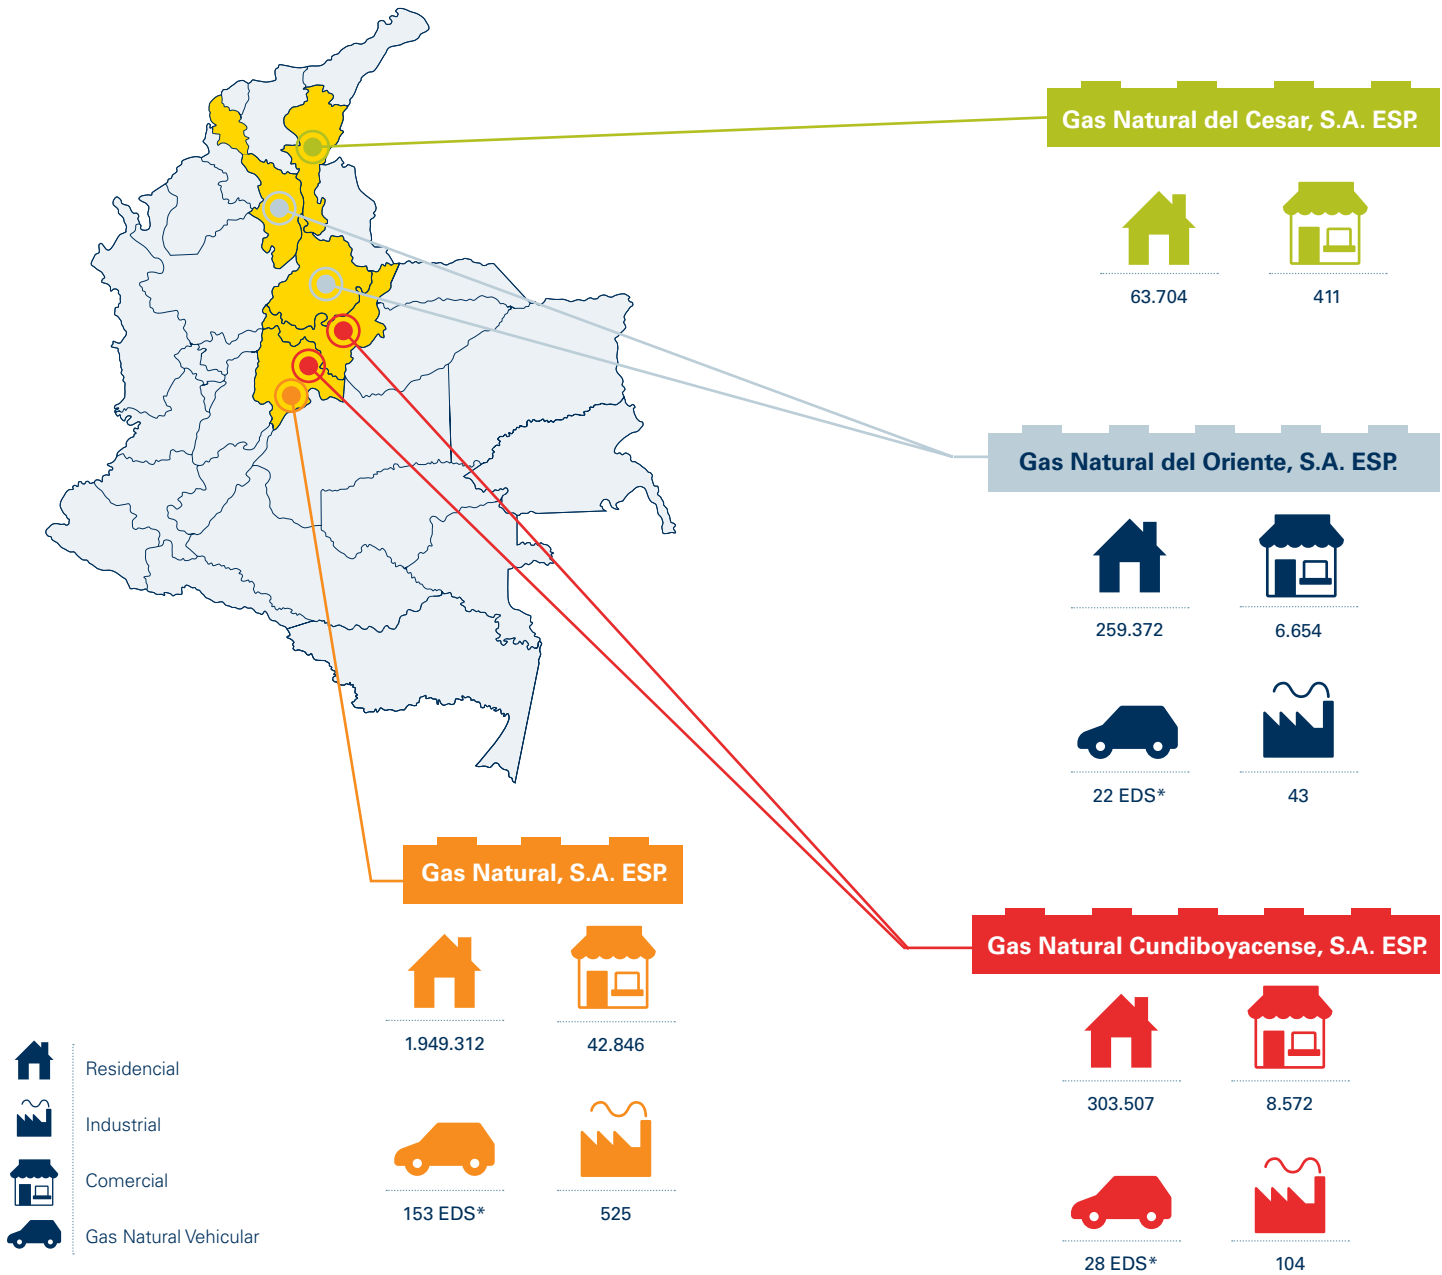 Gas Natural del Cesar, S.A. ESP.
63.704
411
Gas Natural del Oriente, S.A. ESP.
259.372
6.654
22 EDS*
43
Gas Natural, S.A. ESP.
1.949.312
42.846
153 EDS*
525
Gas Natural Cundiboyacense, S.A. ESP.
303.507
8.572
28 EDS*
104
Residencial
Industrial
Comercial
Gas Natural Vehicular